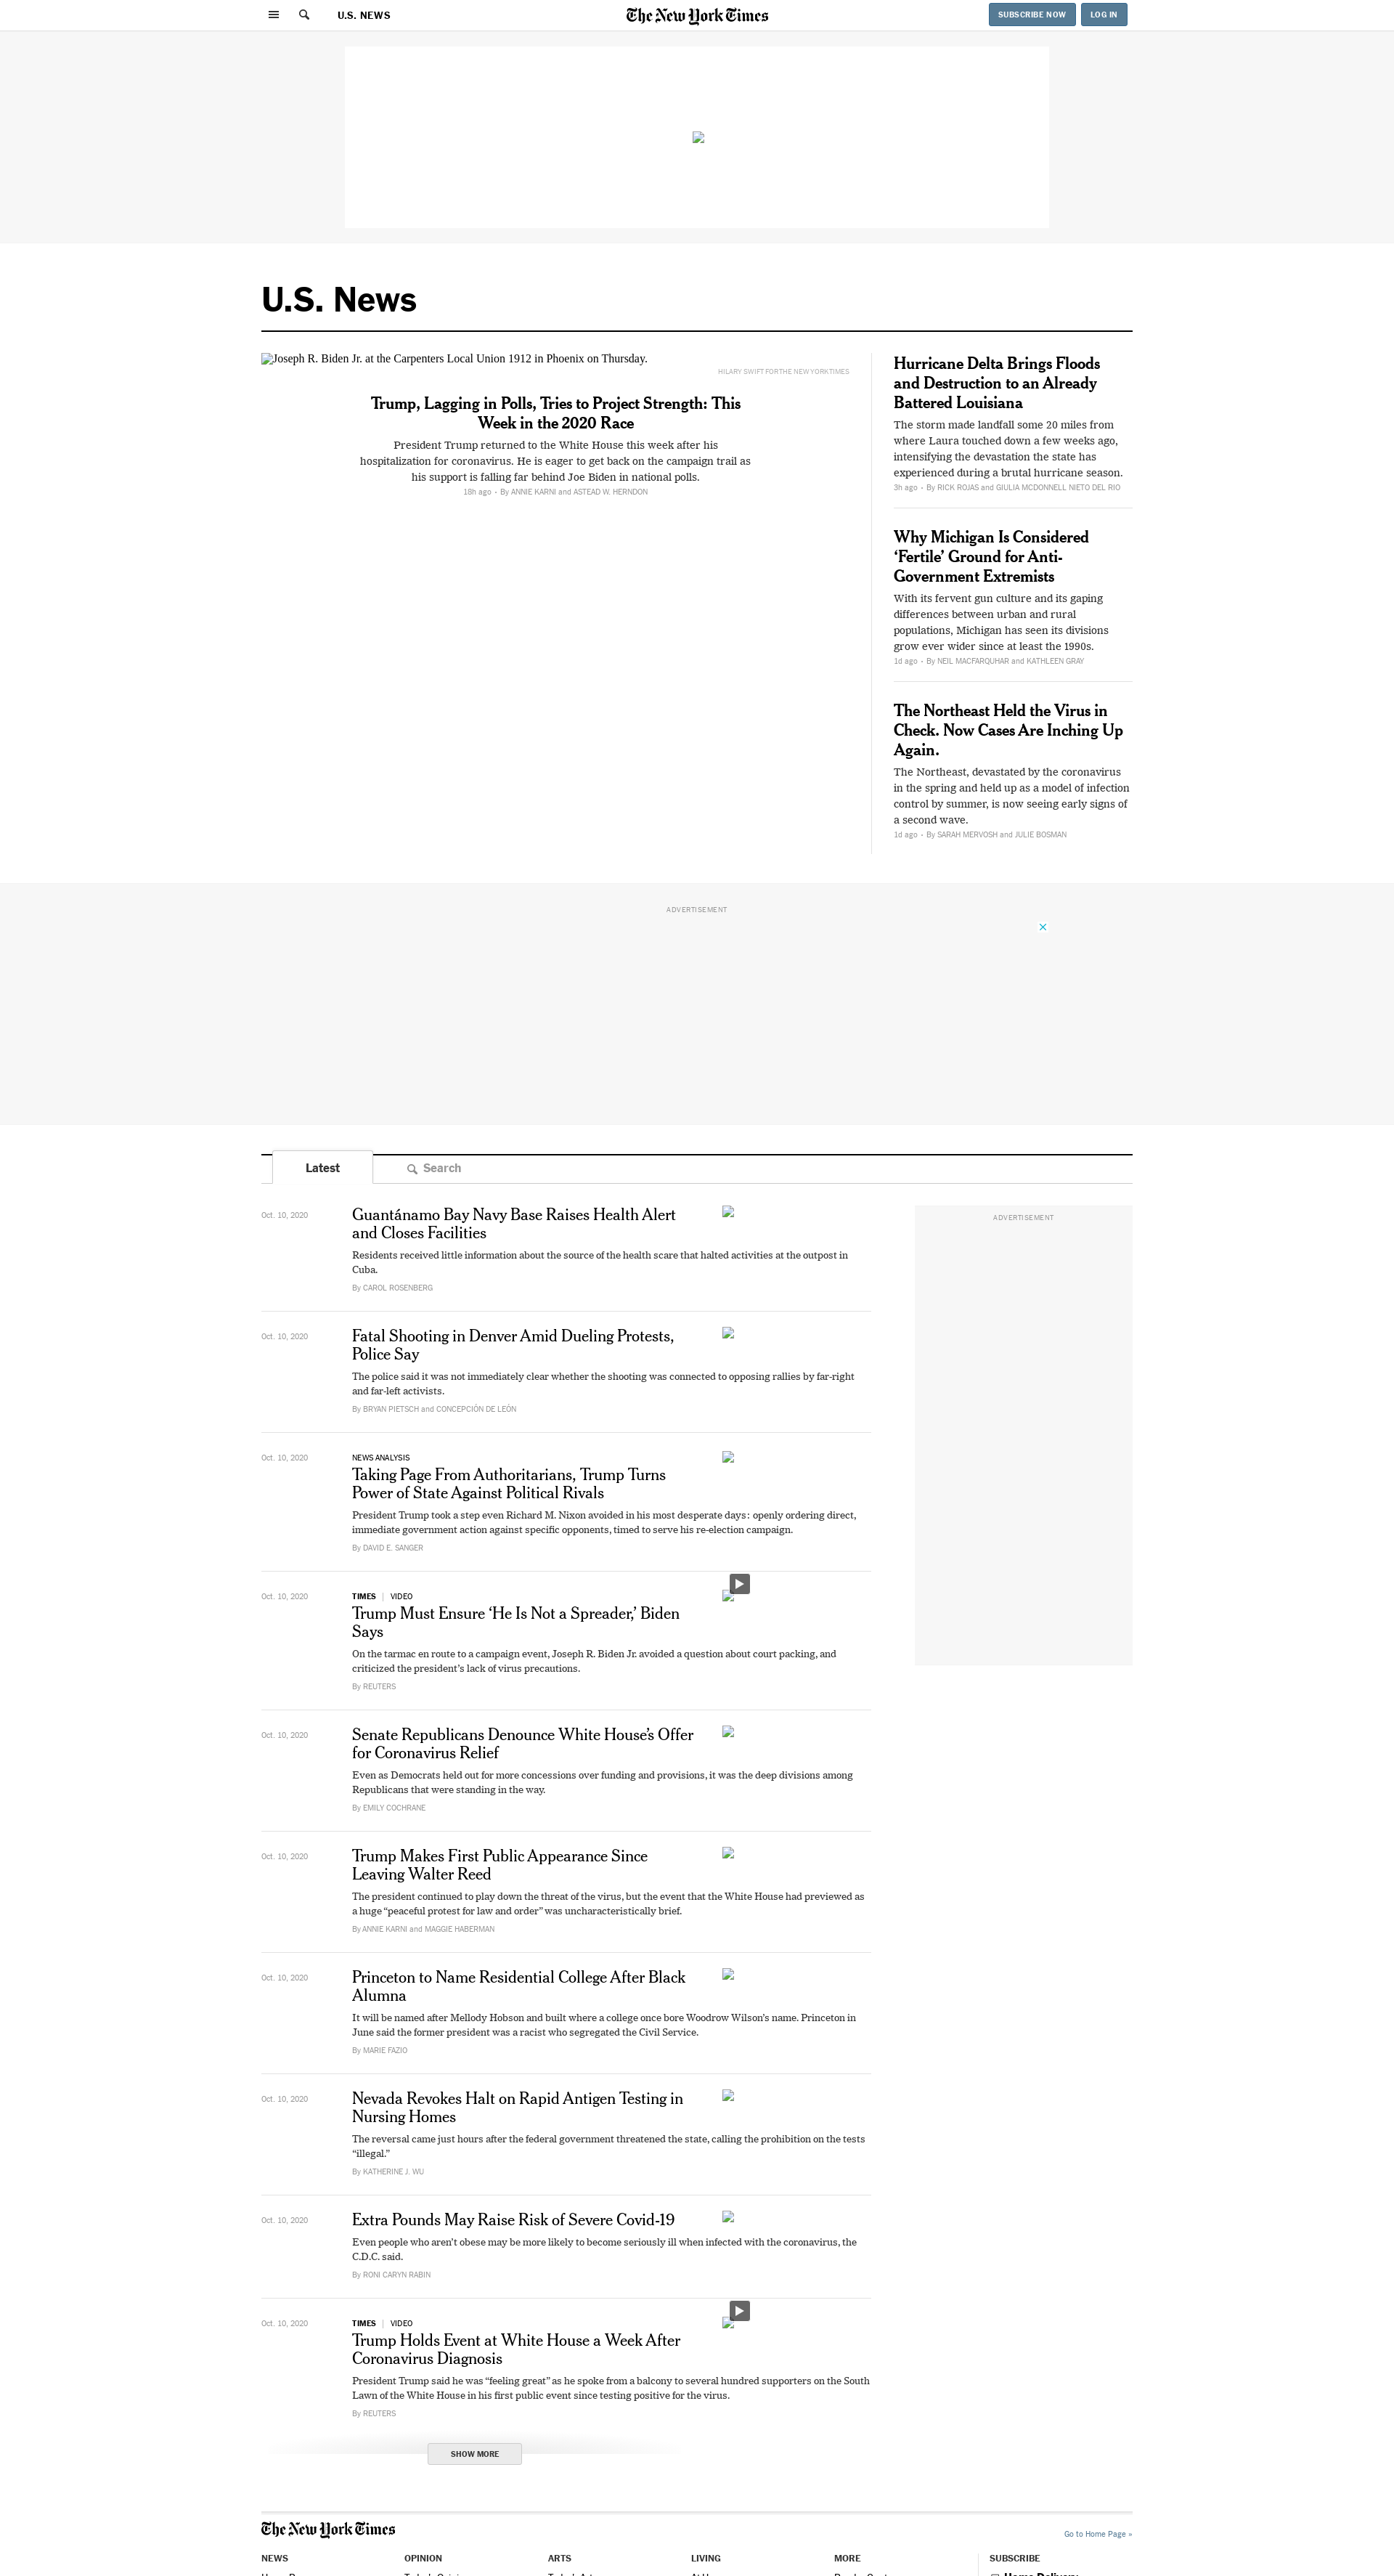 U.S. NEWS
The New York Times
SUBSCRIBE NOW
LOG IN
U.S. News
Joseph R. Biden Jr. at the Carpenters Local Union 1912 in Phoenix on Thursday.
HILARY SWIFT FOR THE NEW YORK TIMES
Trump, Lagging in Polls, Tries to Project Strength: This
Week in the 2020 Race
President Trump returned to the White House this week after his
hospitalization for coronavirus. He is eager to get back on the campaign trail as
his support is falling far behind Joe Biden in national polls.
18h ago • By ANNIE KARNI and ASTEAD W. HERNDON
Hurricane Delta Brings Floods
and Destruction to an Already
Battered Louisiana
The storm made landfall some 20 miles from
where Laura touched down a few weeks ago,
intensifying the devastation the state has
experienced during a brutal hurricane season.
3h ago • By RICK ROJAS and GIULIA MCDONNELL NIETO DEL RIO
Why Michigan Is Considered
‘Fertile’ Ground for Anti-
Government Extremists
With its fervent gun culture and its gaping
differences between urban and rural
populations, Michigan has seen its divisions
grow ever wider since at least the 1990s.
1d ago • By NEIL MACFARQUHAR and KATHLEEN GRAY
The Northeast Held the Virus in
Check. Now Cases Are Inching Up
Again.
The Northeast, devastated by the coronavirus
in the spring and held up as a model of infection
control by summer, is now seeing early signs of
a second wave.
1d ago • By SARAH MERVOSH and JULIE BOSMAN
ADVERTISEMENT
Latest
Search
ADVERTISEMENT
Oct. 10, 2020
Guantánamo Bay Navy Base Raises Health Alert
and Closes Facilities
Residents received little information about the source of the health scare that halted activities at the outpost in
Cuba.
By CAROL ROSENBERG
Oct. 10, 2020
Fatal Shooting in Denver Amid Dueling Protests,
Police Say
The police said it was not immediately clear whether the shooting was connected to opposing rallies by far-right
and far-left activists.
By BRYAN PIETSCH and CONCEPCIÓN DE LEÓN
Oct. 10, 2020
NEWS ANALYSIS
Taking Page From Authoritarians, Trump Turns
Power of State Against Political Rivals
President Trump took a step even Richard M. Nixon avoided in his most desperate days: openly ordering direct,
immediate government action against specific opponents, timed to serve his re-election campaign.
By DAVID E. SANGER
Oct. 10, 2020
TIMES | VIDEO
Trump Must Ensure ‘He Is Not a Spreader,’ Biden
Says
On the tarmac en route to a campaign event, Joseph R. Biden Jr. avoided a question about court packing, and
criticized the president’s lack of virus precautions.
By REUTERS
Oct. 10, 2020
Senate Republicans Denounce White House’s Offer
for Coronavirus Relief
Even as Democrats held out for more concessions over funding and provisions, it was the deep divisions among
Republicans that were standing in the way.
By EMILY COCHRANE
Oct. 10, 2020
Trump Makes First Public Appearance Since
Leaving Walter Reed
The president continued to play down the threat of the virus, but the event that the White House had previewed as
a huge “peaceful protest for law and order” was uncharacteristically brief.
By ANNIE KARNI and MAGGIE HABERMAN
Oct. 10, 2020
Princeton to Name Residential College After Black
Alumna
It will be named after Mellody Hobson and built where a college once bore Woodrow Wilson’s name. Princeton in
June said the former president was a racist who segregated the Civil Service.
By MARIE FAZIO
Oct. 10, 2020
Nevada Revokes Halt on Rapid Antigen Testing in
Nursing Homes
The reversal came just hours after the federal government threatened the state, calling the prohibition on the tests
“illegal.”
By KATHERINE J. WU
Oct. 10, 2020
Extra Pounds May Raise Risk of Severe Covid-19
Even people who aren’t obese may be more likely to become seriously ill when infected with the coronavirus, the
C.D.C. said.
By RONI CARYN RABIN
Oct. 10, 2020
TIMES | VIDEO
Trump Holds Event at White House a Week After
Coronavirus Diagnosis
President Trump said he was “feeling great” as he spoke from a balcony to several hundred supporters on the South
Lawn of the White House in his first public event since testing positive for the virus.
By REUTERS
SHOW MORE
The New York Times
Go to Home Page »
NEWS
OPINION
ARTS
LIVING
MORE
SUBSCRIBE